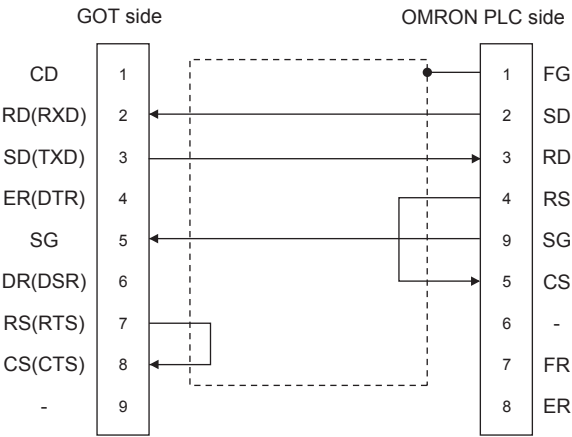 GOT side OMRON PLC side
CD 1 1 FG
RD(RXD) 2 2 SD
SD(TXD) 3 3 RD
ER(DTR) 4 4 RS
SG 5 9 SG
DR(DSR) 6 5 CS
RS(RTS) 7 6 -
CS(CTS) 8 7 FR
- 9 8 ER